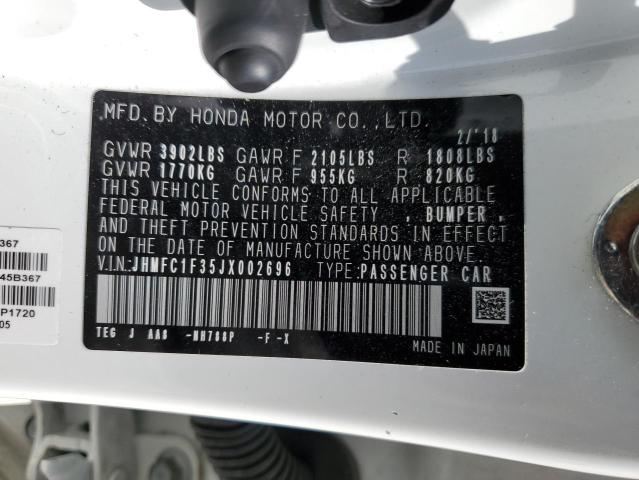 MFD.BY HONDA MOTOR CO.,LTD.
2/'18
GVWR 3902LBS GAWR F 2105LBS R 1808LBS
GVWR 1770KG GAWR F 955KG R 820KG
THIS VEHICLE CONFORMS TO ALL APPLICABLE
FEDERAL MOTOR VEHICLE SAFETY , BUMPER ,
AND THEFT PREVENTION STANDARDS IN EFFECT
ON THE DATE OF MANUFACTURE SHOWN ABOVE.
V.I.N:JHMFC1F35JX002696 TYPE:PASSENGER CAR
TEG J AA8 -NH788P -F -X
MADE IN JAPAN
367
45B367
P1720
05